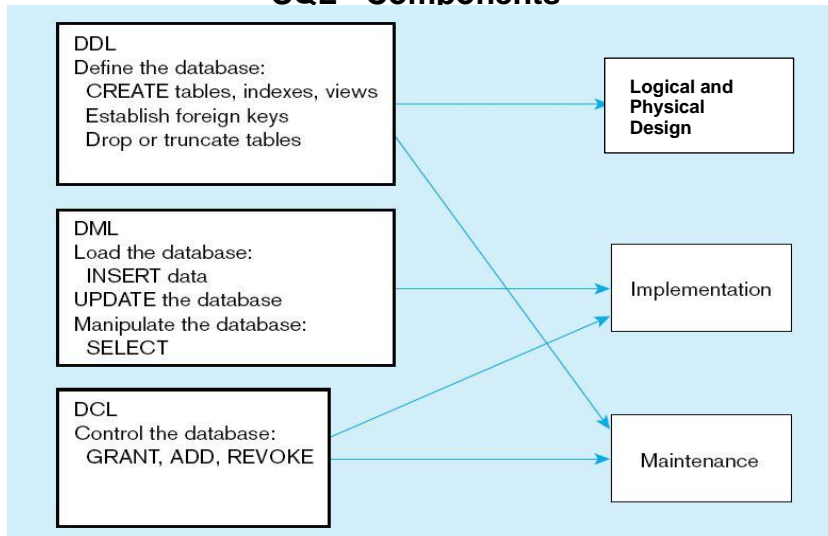 SQL - Components
DDL
Define the database:
CREATE tables, indexes, views
Establish foreign keys
Drop or truncate tables
Logical and
Physical
Design
DML
Load the database:
INSERT data
UPDATE the database
Manipulate the database:
SELECT
Implementation
DCL
Control the database:
GRANT, ADD, REVOKE
Maintenance